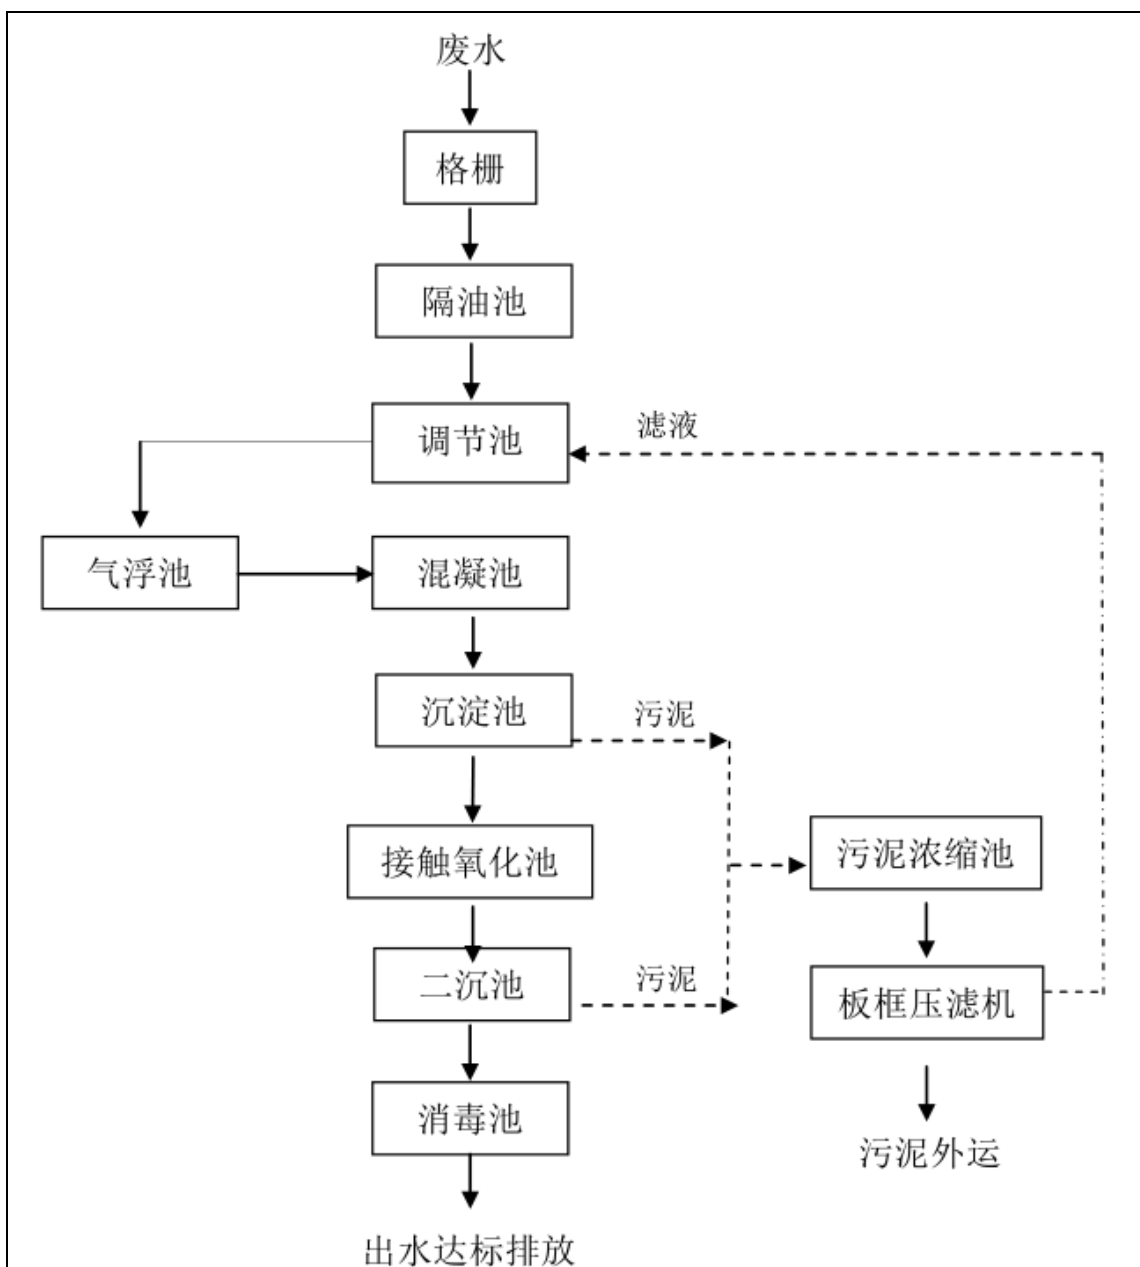 废水
格栅
隔油池
调节池
滤液
气浮池
混凝池
沉淀池
污泥
接触氧化池
污泥浓缩池
二沉池
污泥
板框压滤机
消毒池
污泥外运
出水达标排放